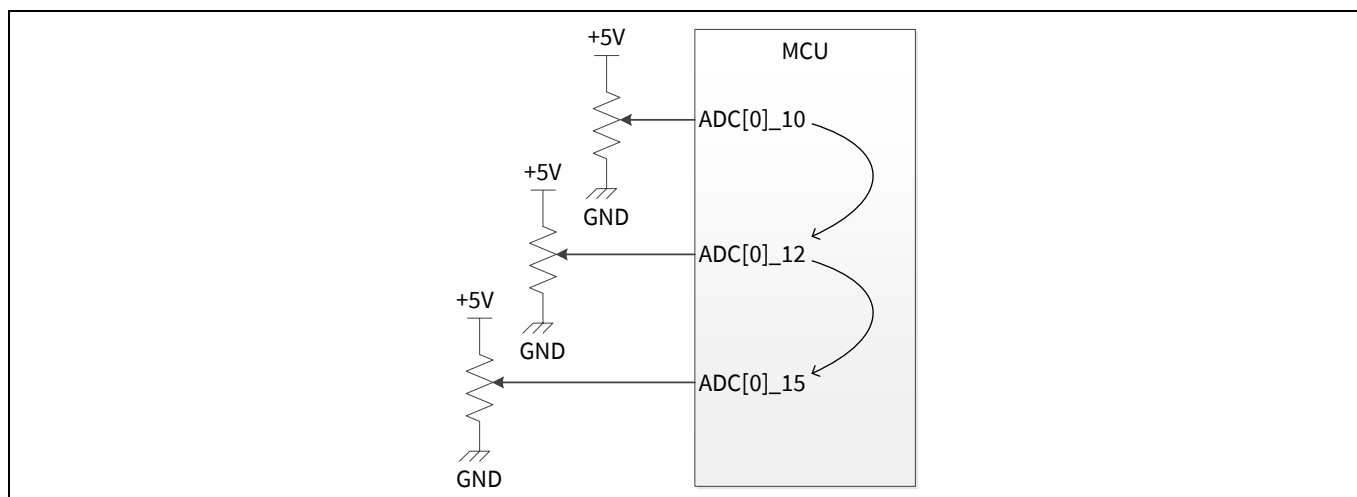 +5V
MCU
ADC[0]_10
+5V
GND
ADC[0]_12
+5V
GND
ADC[0]_15
GND